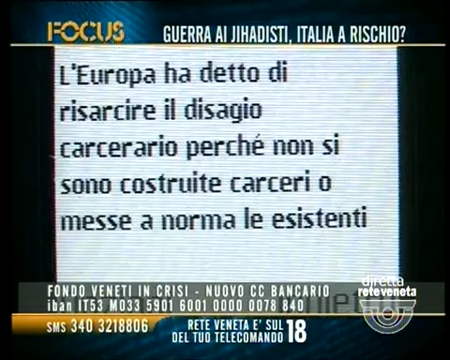 FOCUS
GUERRA AI JIHADISTI, ITALIA A RISCHIO?
L'Europa ha detto di
risarcire il disagio
carcerario perché non si
sono costruite carceri o
messe a norma le esistenti
FONDO VENETI IN CRISI - NUOVO CC BANCARIO
iban IT53 M033 5901 6001 0000 0078 840
diretta
reteveneta
SMS 340 3218806
RETE VENETA E' SUL
DEL TUO TELECOMANDO 18